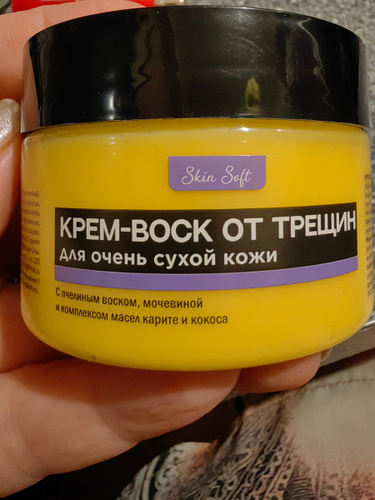 Skin Soft
КРЕМ-ВОСК ОТ ТРЕЩИН
для очень сухой кожи
С пчелиным воском, мочевиной
и комплексом масел карите и кокоса